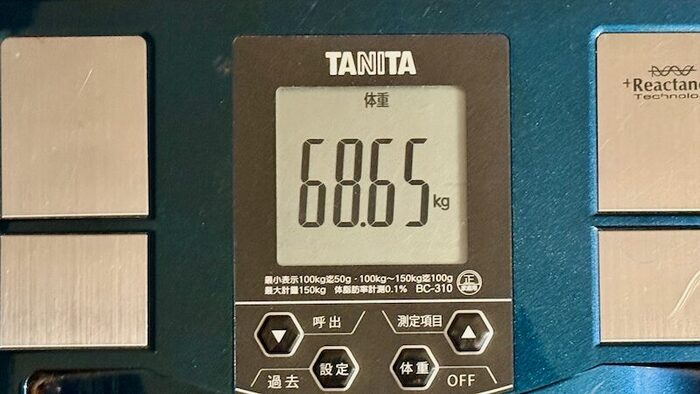 TANITA
体重
68.65 kg
+Reactan
Technolo
最小表示100kg迄50g・100kg〜150kg迄100g
最大計量150kg 体脂肪率計測0.1% BC-310
正
▼ 呼出
測定項目 ▲
過去 設定
体重 OFF